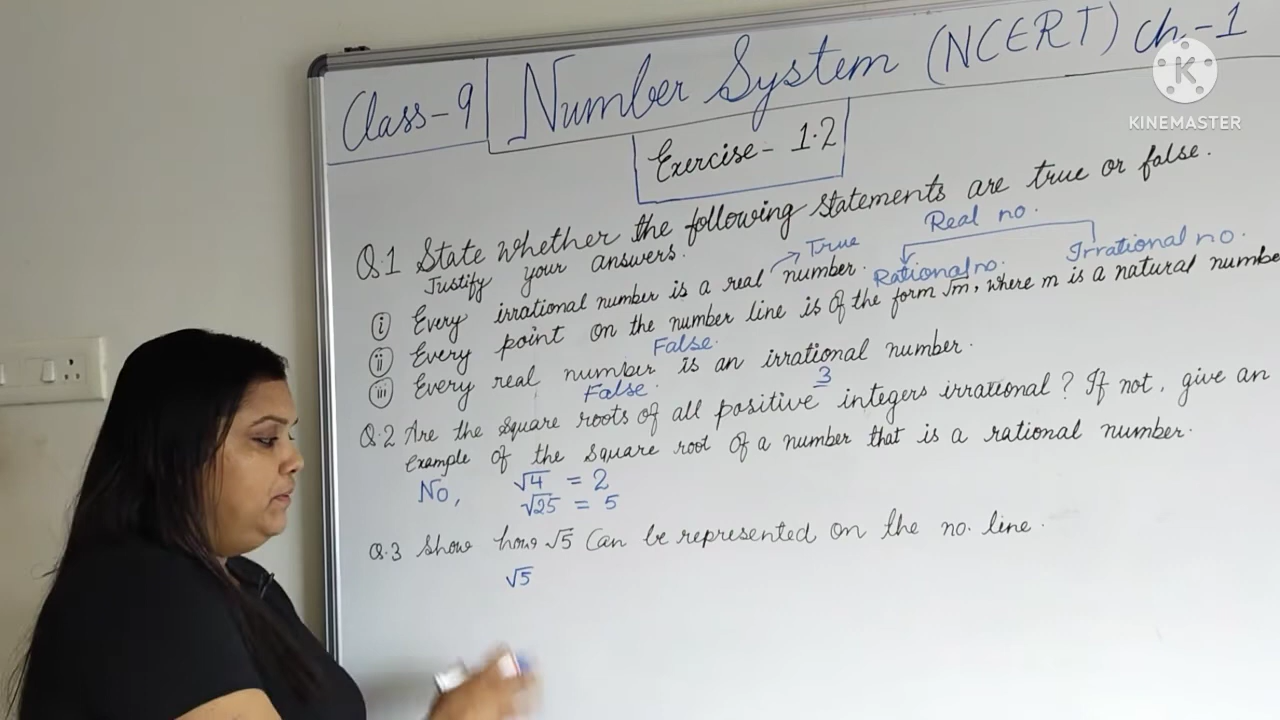 Class-9 Number System (NCERT) ch-1
KINEMASTER
Exercise - 1.2
Q.1 State whether the following statements are true or false.
Justify your answers.
True
Real no.
Rational no.
Irrational no.
(i) Every irrational number is a real number.
(ii) Every point on the number line is of the form √m, where m is a natural numbe
False.
(iii) Every real number is an irrational number.
False.
3
Q.2 Are the square roots of all positive integers irrational? If not, give an
example of the square root of a number that is a rational number.
No, √4 = 2
√25 = 5
Q.3 Show how √5 Can be represented on the no. line.
√5